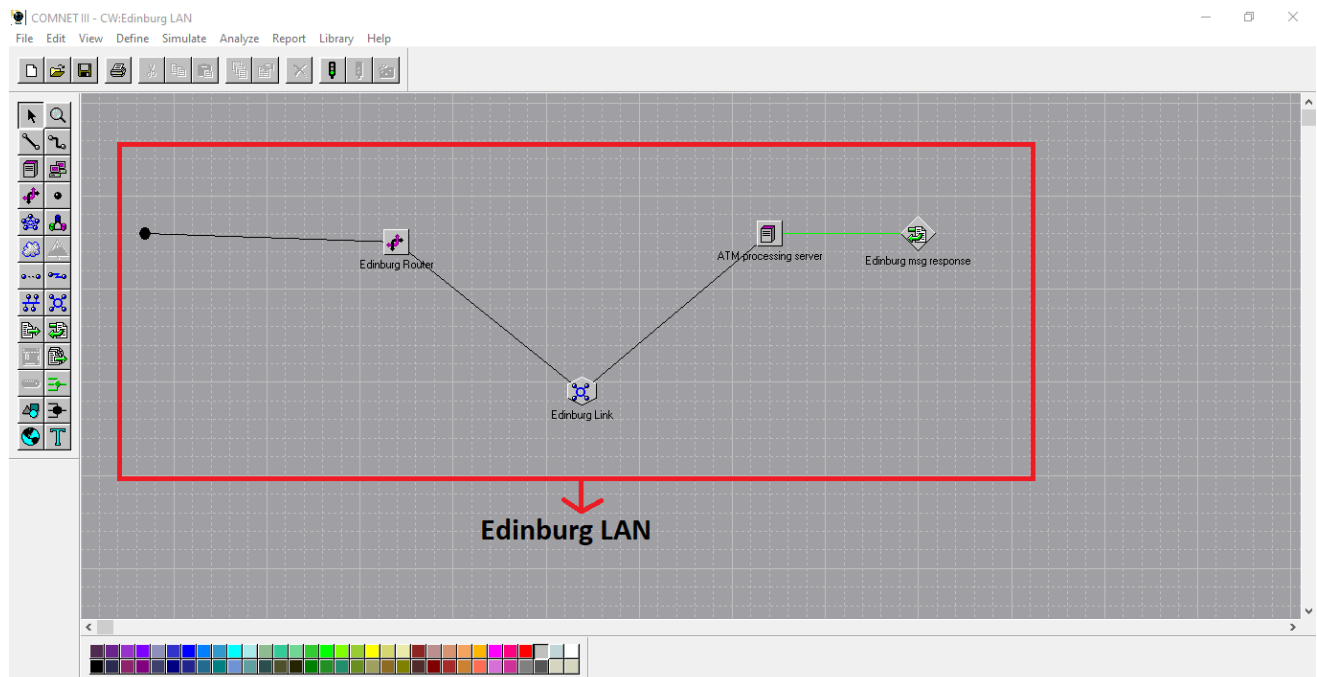 COMNET III - CW:Edinburg LAN
File Edit View Define Simulate Analyze Report Library Help
Edinburg Router
ATM processing server
Edinburg msg response
Edinburg Link
Edinburg LAN